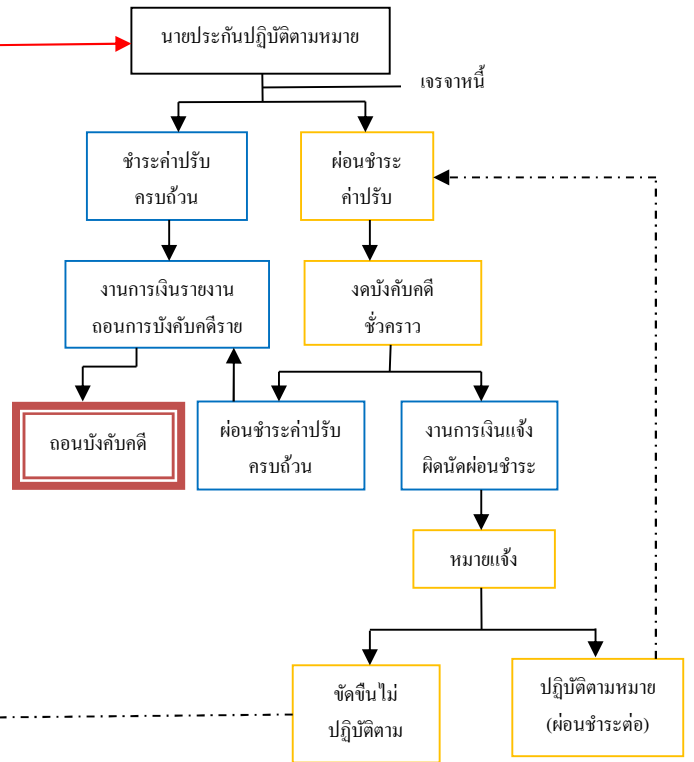 นายประกันปฏิบัติตามหมาย
เจรจาหนี้
ชำระค่าปรับ
ครบถ้วน
ผ่อนชำระ
ค่าปรับ
งานการเงินรายงาน
ถอนการบังคับคดีราย
งดบังคับคดี
ชั่วคราว
ถอนบังคับคดี
ผ่อนชำระค่าปรับ
ครบถ้วน
งานการเงินแจ้ง
ผิดนัดผ่อนชำระ
หมายแจ้ง
ขัดขืนไม่
ปฏิบัติตาม
ปฏิบัติตามหมาย
(ผ่อนชำระต่อ)